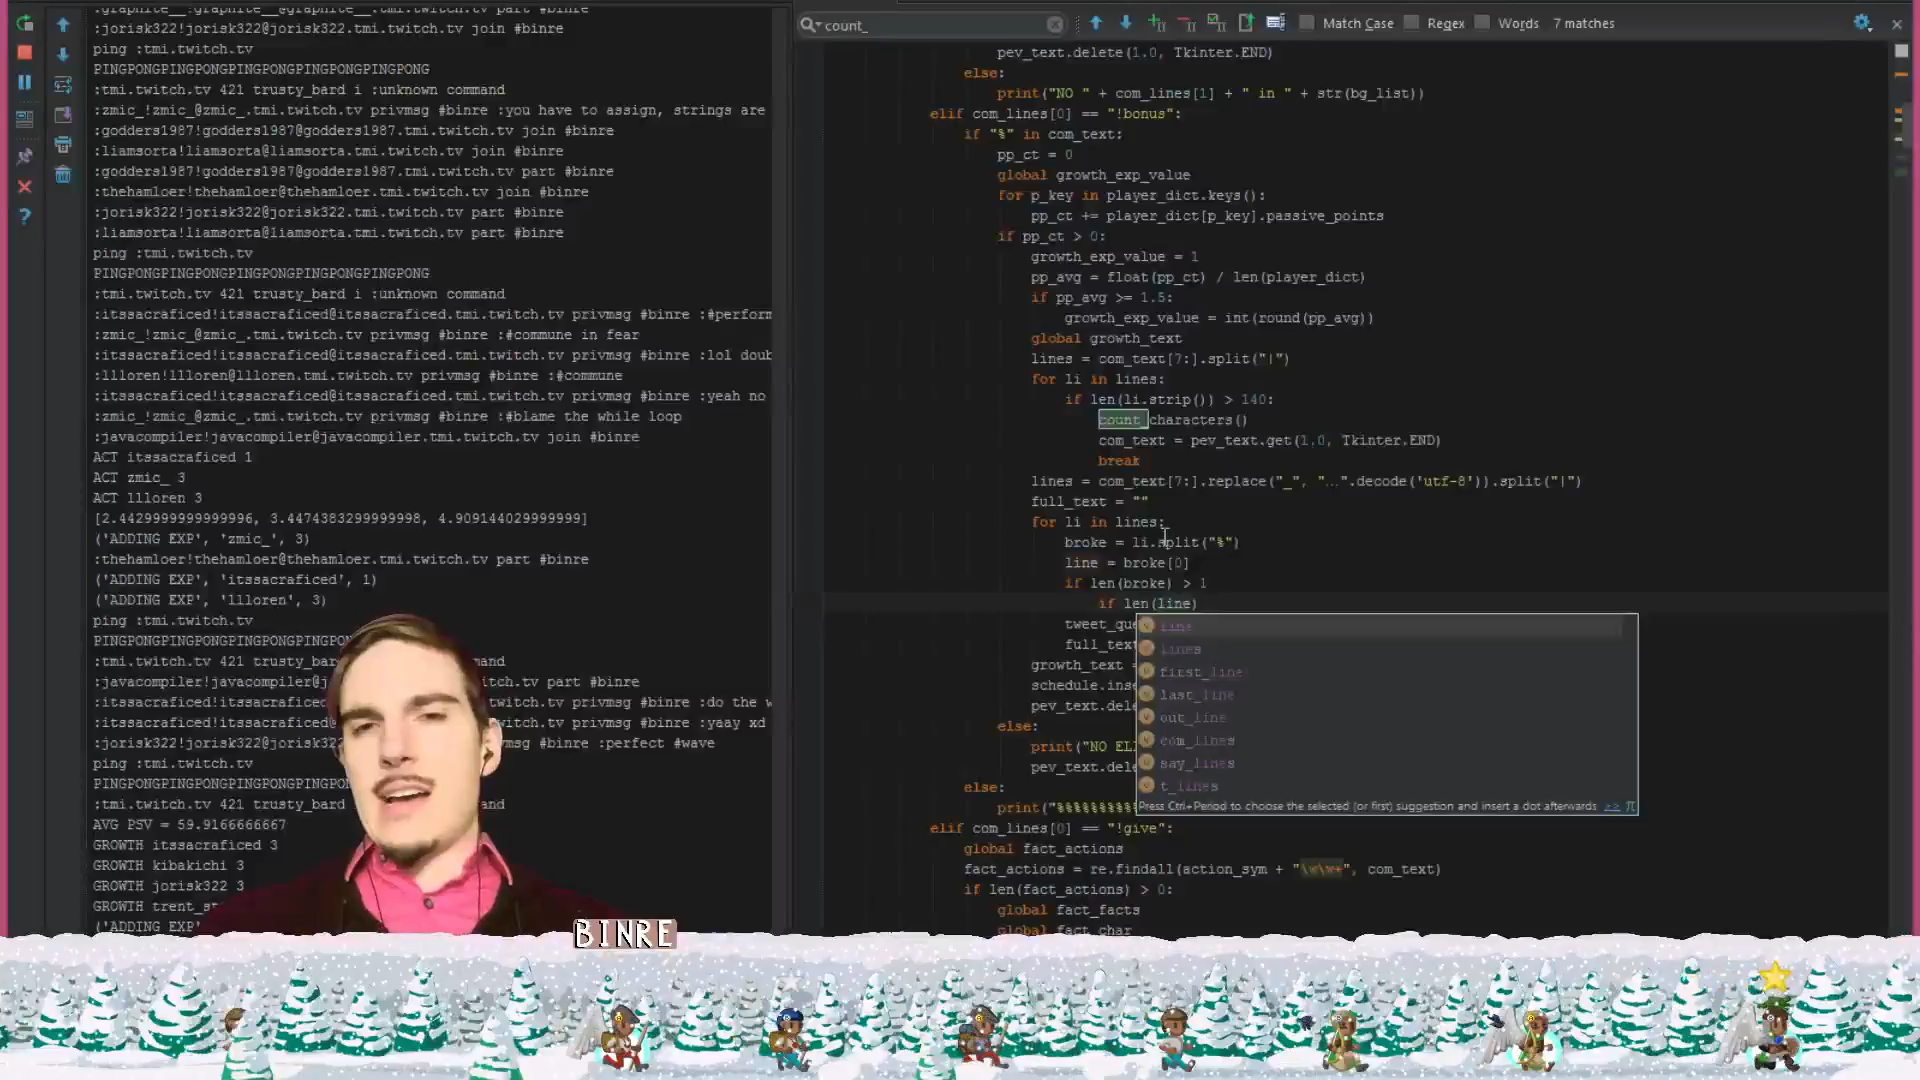 :graphite__!graphite__@graphite__.tmi.twitch.tv part #binre
:jorisk322!jorisk322@jorisk322.tmi.twitch.tv join #binre
ping :tmi.twitch.tv
PINGPONGPINGPONGPINGPONGPINGPONGPINGPONG
:tmi.twitch.tv 421 trusty_bard i :unknown command
:zmic_!zmic_@zmic_.tmi.twitch.tv privmsg #binre :you have to assign, strings are
:godders1987!godders1987@godders1987.tmi.twitch.tv join #binre
:liamsorta!liamsorta@liamsorta.tmi.twitch.tv join #binre
:godders1987!godders1987@godders1987.tmi.twitch.tv part #binre
:thehamloer!thehamloer@thehamloer.tmi.twitch.tv join #binre
:jorisk322!jorisk322@jorisk322.tmi.twitch.tv part #binre
:liamsorta!liamsorta@liamsorta.tmi.twitch.tv part #binre
ping :tmi.twitch.tv
PINGPONGPINGPONGPINGPONGPINGPONGPINGPONG
:tmi.twitch.tv 421 trusty_bard i :unknown command
:itssacraficed!itssacraficed@itssacraficed.tmi.twitch.tv privmsg #binre :#perform
:zmic_!zmic_@zmic_.tmi.twitch.tv privmsg #binre :#commune in fear
:itssacraficed!itssacraficed@itssacraficed.tmi.twitch.tv privmsg #binre :lol doub
:llloren!llloren@llloren.tmi.twitch.tv privmsg #binre :#commune
:itssacraficed!itssacraficed@itssacraficed.tmi.twitch.tv privmsg #binre :yeah no
:zmic_!zmic_@zmic_.tmi.twitch.tv privmsg #binre :#blame the while loop
:javacompiler!javacompiler@javacompiler.tmi.twitch.tv join #binre
ACT itssacraficed 1
ACT zmic_ 3
ACT llloren 3
[2.4429999999999996, 3.4474383299999998, 4.909144029999999]
('ADDING EXP', 'zmic_', 3)
:thehamloer!thehamloer@thehamloer.tmi.twitch.tv part #binre
('ADDING EXP', 'itssacraficed', 1)
('ADDING EXP', 'llloren', 3)
ping :tmi.twitch.tv
PINGPONGPINGPONGPINGPONGPINGPON
:tmi.twitch.tv 421 trusty_bar and
:javacompiler!javacompiler@j itch.tv part #binre
:itssacraficed!itssacraficed@ witch.tv privmsg #binre :do the w
:itssacraficed!itssacraficed@ witch.tv privmsg #binre :yaay xd
:jorisk322!jorisk322@jorisk32 vmsg #binre :perfect #wave
ping :tmi.twitch.tv
PINGPONGPINGPONGPINGPONGPINGPON
:tmi.twitch.tv 421 trusty_bard and
AVG PSV = 59.9166666667
GROWTH itssacraficed 3
GROWTH kibakichi 3
GROWTH jorisk322 3
GROWTH trent_st
('ADDING EXP'
count_ Match Case Regex Words 7 matches
pev_text.delete(1.0, Tkinter.END)
else:
print("NO " + com_lines[1] + " in " + str(bg_list))
elif com_lines[0] == "!bonus":
if "%" in com_text:
pp_ct = 0
global growth_exp_value
for p_key in player_dict.keys():
pp_ct += player_dict[p_key].passive_points
if pp_ct > 0:
growth_exp_value = 1
pp_avg = float(pp_ct) / len(player_dict)
if pp_avg >= 1.5:
growth_exp_value = int(round(pp_avg))
global growth_text
lines = com_text[7:].split("|")
for li in lines:
if len(li.strip()) > 140:
count_characters()
com_text = pev_text.get(1.0, Tkinter.END)
break
lines = com_text[7:].replace("_", "…".decode('utf-8')).split("|")
full_text = ""
for li in lines:
broke = li.split("%")
line = broke[0]
if len(broke) > 1
if len(line)
tweet_qu
full_text
growth_text =
schedule.inse
pev_text.dele
else:
print("NO ELI
pev_text.dele
else:
print("%%%%%%%%%%
elif com_lines[0] == "!give":
global fact_actions
fact_actions = re.findall(action_sym + "\w\w+", com_text)
if len(fact_actions) > 0:
global fact_facts
global fact_char
line
lines
first_line
last_line
out_line
com_lines
say_lines
t_lines
Press Ctrl+Period to choose the selected (or first) suggestion and insert a dot afterwards >> π
BINRE